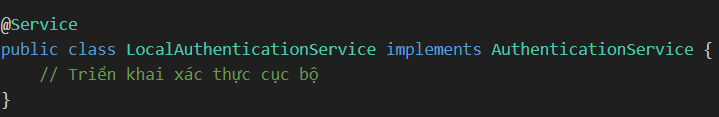 @Service
public class LocalAuthenticationService implements AuthenticationService {
    // Triển khai xác thực cục bộ
}